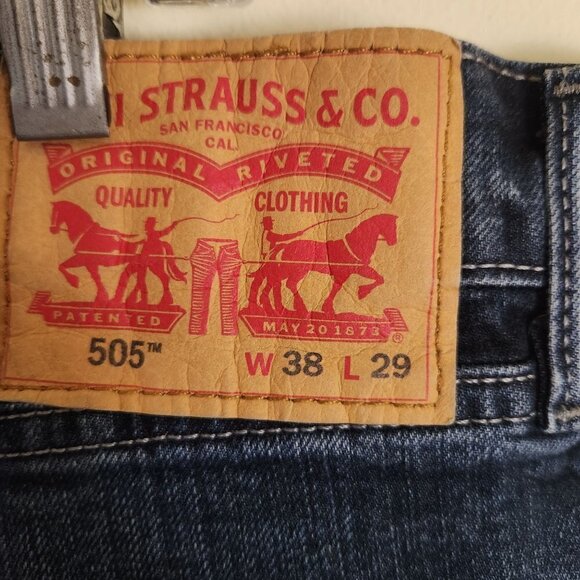 STRAUSS & CO.
SAN FRANCISCO
CAL.
ORIGINAL RIVETED
QUALITY CLOTHING
PATENTED MAY 20 1873 ®
505™ W 38 L 29